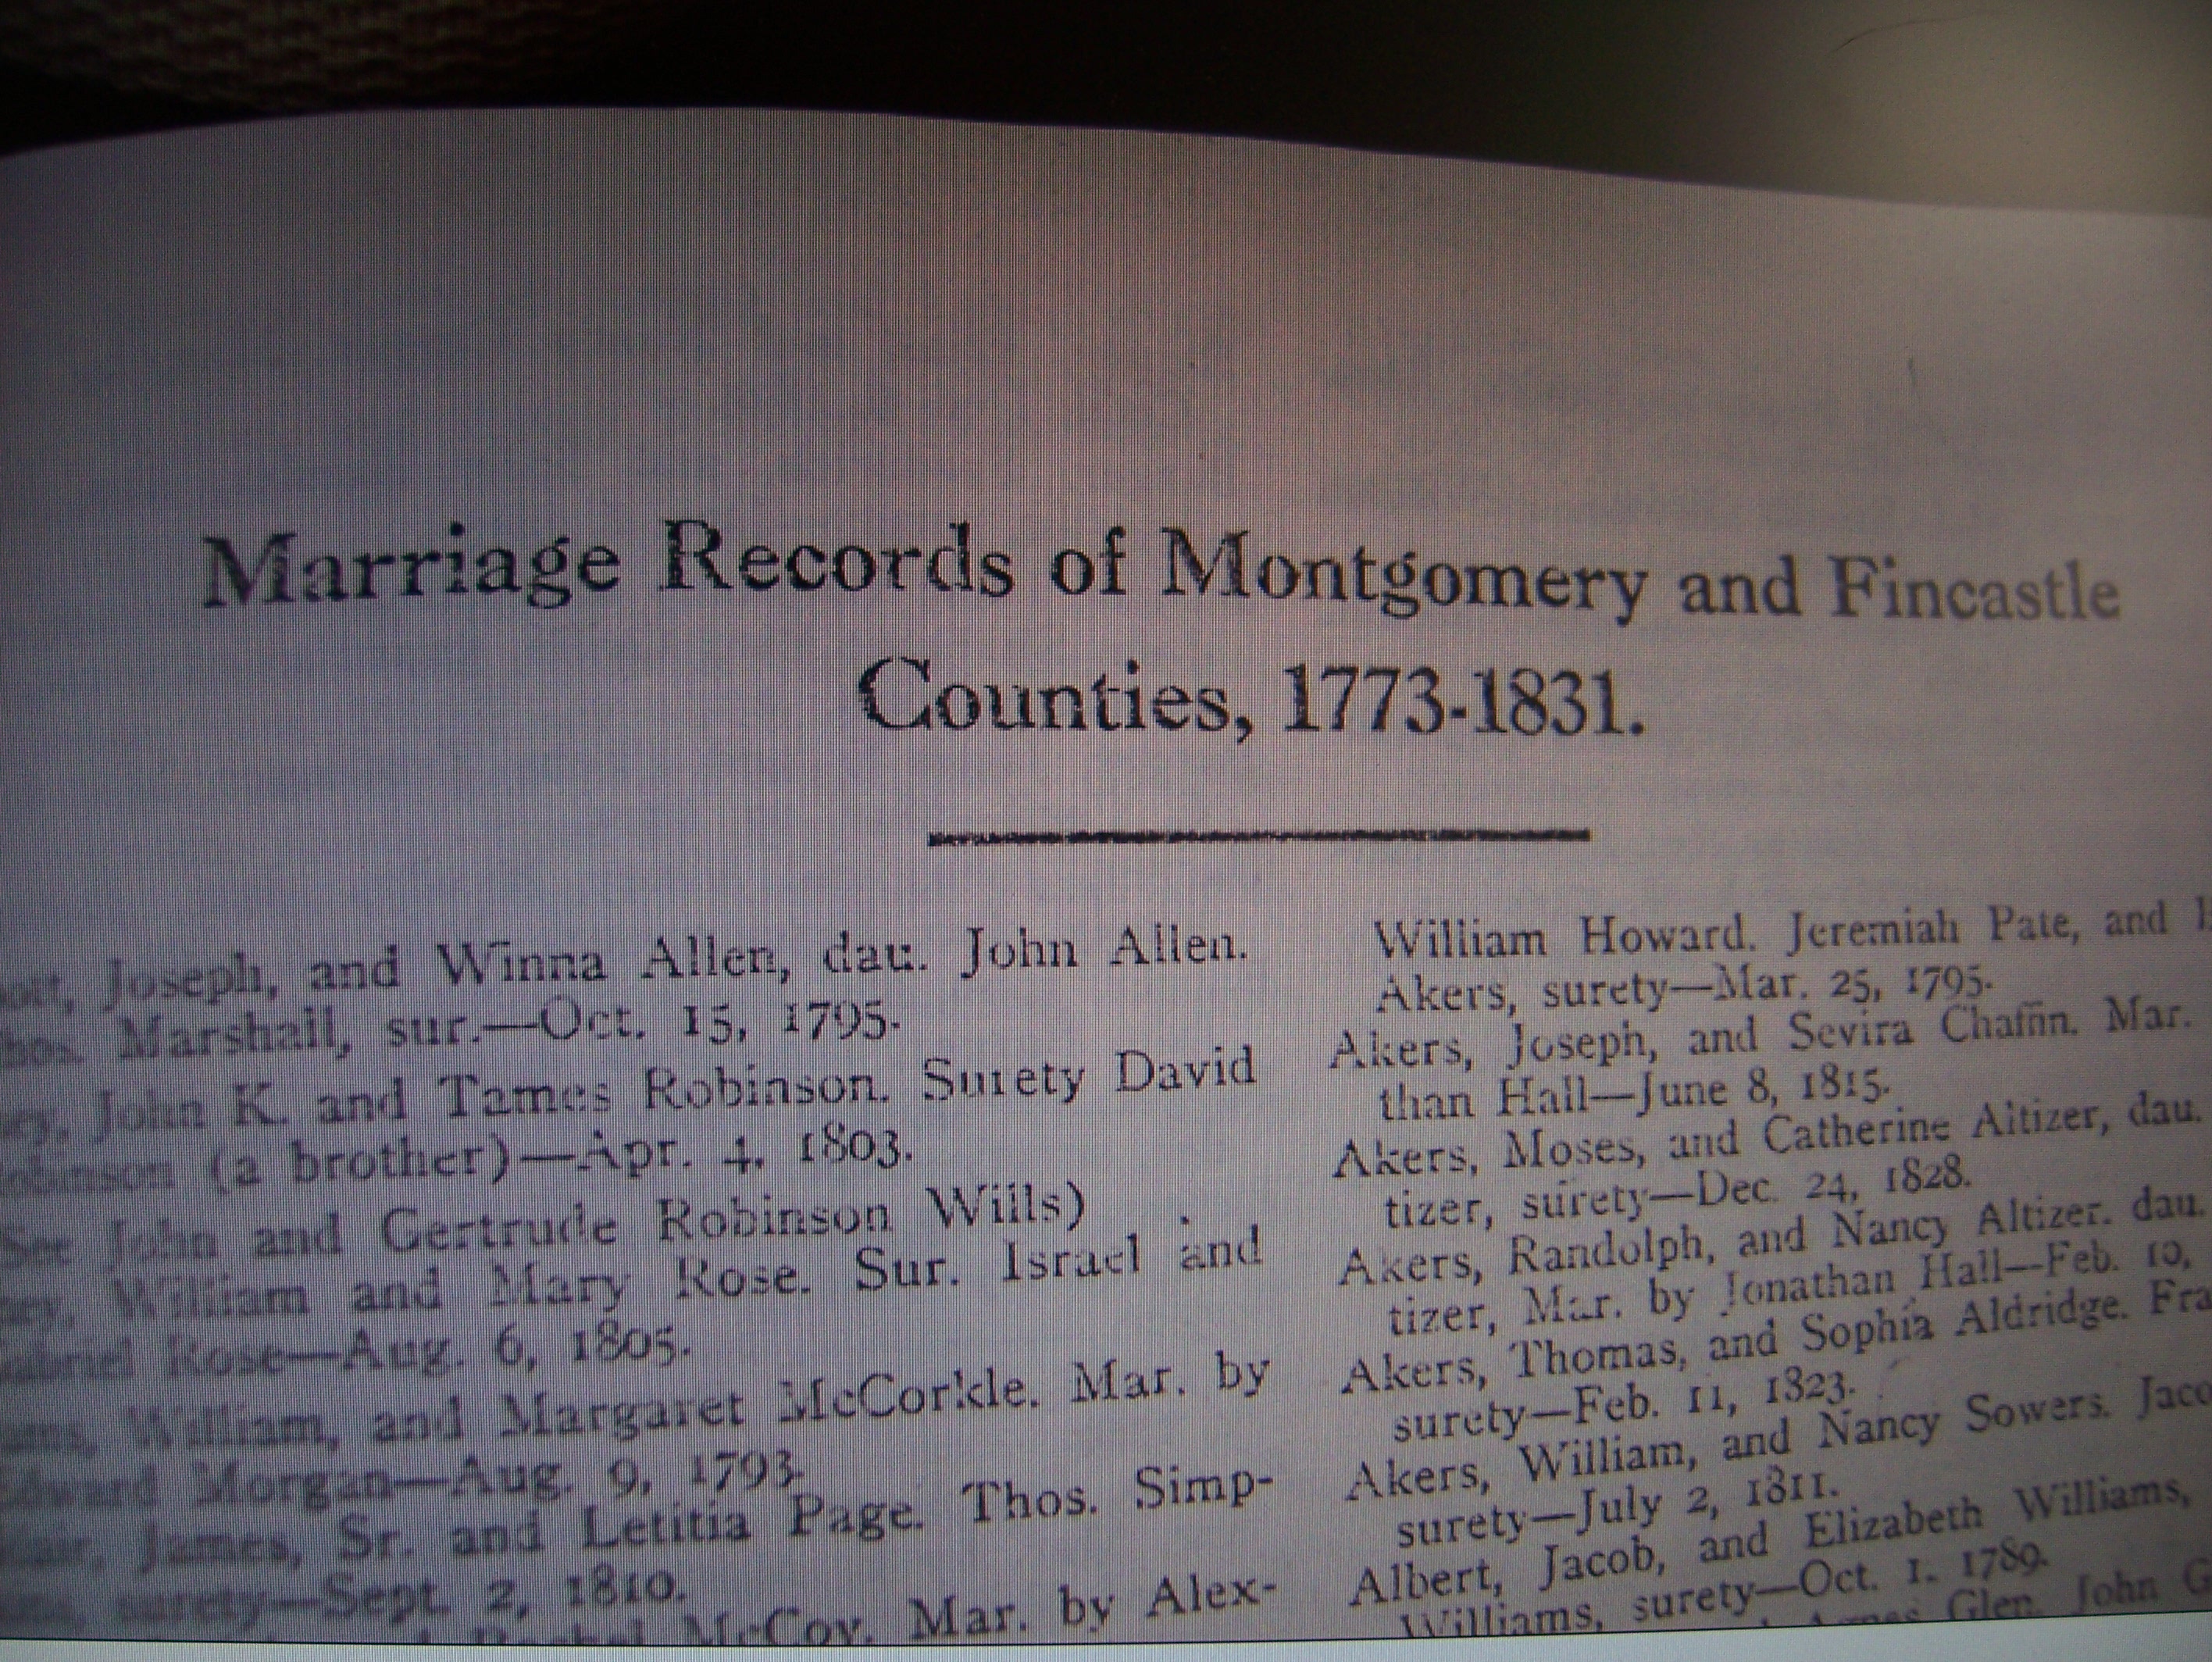 Marriage Records of Montgomery and Fincastle
Counties, 1773-1831.
Joseph, and Winna Allen, dau. John Allen.
Marshall, sur.—Oct. 15, 1795.
John K. and Tames Robinson. Surety David
(a brother)—Apr. 4, 1803.
See John and Gertrude Robinson Wills)
William and Mary Rose. Sur. Israel and
Rose—Aug. 6, 1805.
William, and Margaret McCorkle. Mar. by
Morgan—Aug. 9, 1793.
James, Sr. and Letitia Page. Thos. Simp-
surety—Sept. 2, 1810.
McCoy. Mar. by Alex-
William Howard. Jeremiah Pate, and
Akers, surety—Mar. 25, 1795.
Akers, Joseph, and Sevira Chaffin. Mar.
than Hall—June 8, 1815.
Akers, Moses, and Catherine Altizer, dau.
tizer, surety—Dec. 24, 1828.
Akers, Randolph, and Nancy Altizer. dau.
tizer, Mar. by Jonathan Hall—Feb. 10,
Akers, Thomas, and Sophia Aldridge. Fra
surety—Feb. 11, 1823.
Akers, William, and Nancy Sowers. Jaco
surety—July 2, 1811.
Albert, Jacob, and Elizabeth Williams,
Williams, surety—Oct. 1. 1789.
Glen. John G